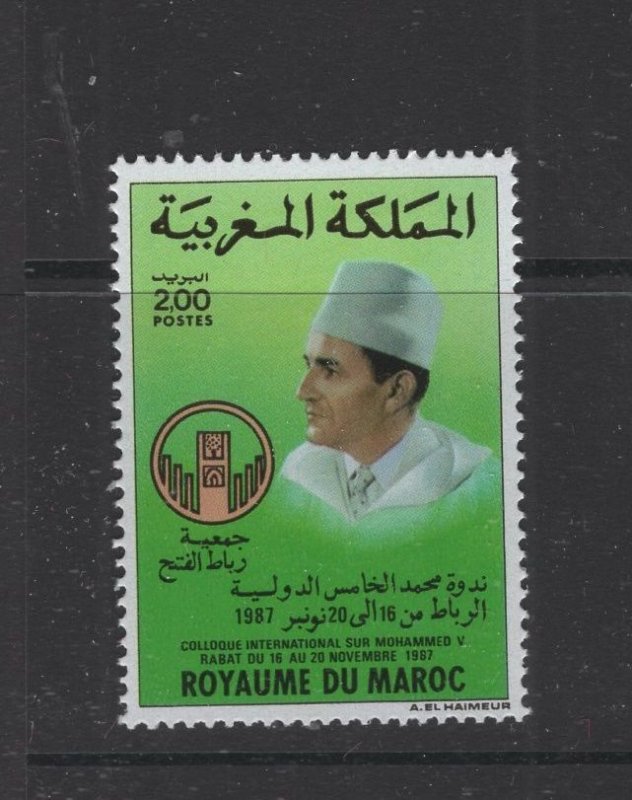 المملكة المغربية
البريد
2,00
POSTES
جمعية
رباط الفتح
ندوة محمد الخامس الدولية
الرباط من 16 الى 20 نونبر 1987
COLLOQUE INTERNATIONAL SUR MOHAMMED V
RABAT DU 16 AU 20 NOVEMBRE 1987
ROYAUME DU MAROC
A. EL HAIMEUR